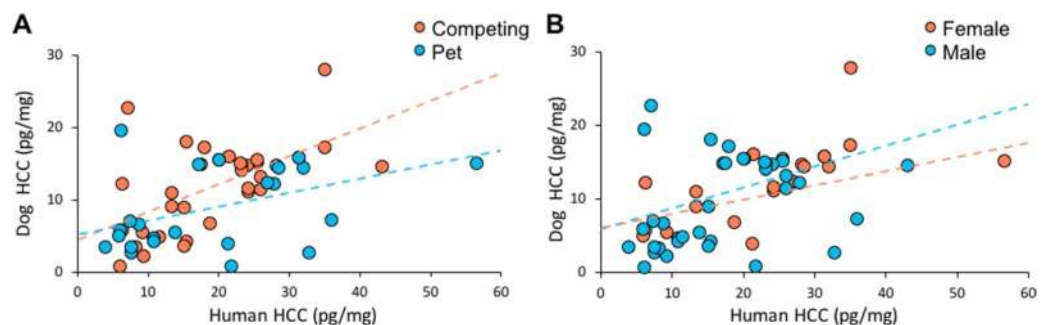 A
Competing
Pet
30
20
10
0
Dog HCC (pg/mg)
0 10 20 30 40 50 60
Human HCC (pg/mg)
B
Female
Male
30
20
10
0
Dog HCC (pg/mg)
0 10 20 30 40 50 60
Human HCC (pg/mg)